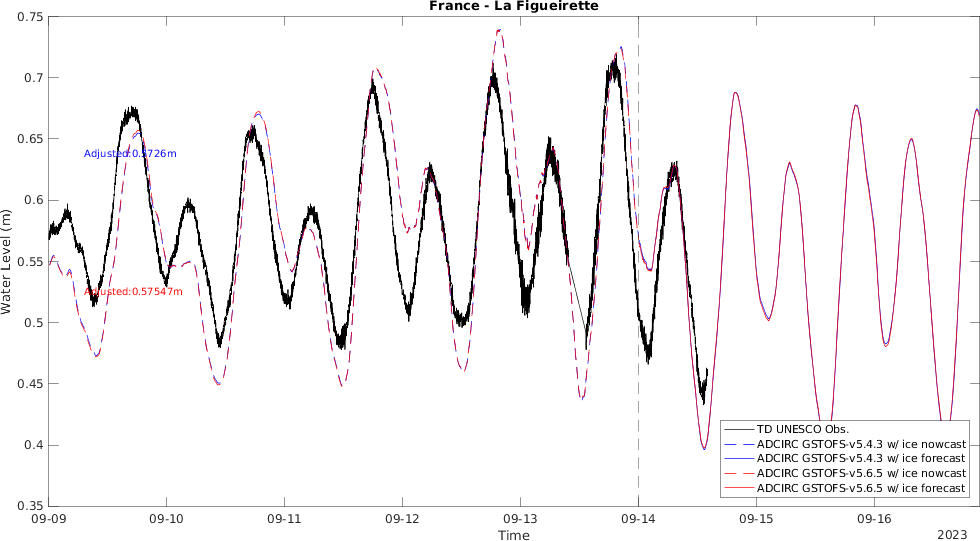 France - La Figueirette
0.75
0.7
0.65
0.6
0.55
0.5
0.45
0.4
0.35
Water Level (m)
Adjusted:0.5726m
Adjusted:0.57547m
TD UNESCO Obs.
ADCIRC GSTOFS-v5.4.3 w/ ice nowcast
ADCIRC GSTOFS-v5.4.3 w/ ice forecast
ADCIRC GSTOFS-v5.6.5 w/ ice nowcast
ADCIRC GSTOFS-v5.6.5 w/ ice forecast
09-09 09-10 09-11 09-12 09-13 09-14 09-15 09-16
Time
2023